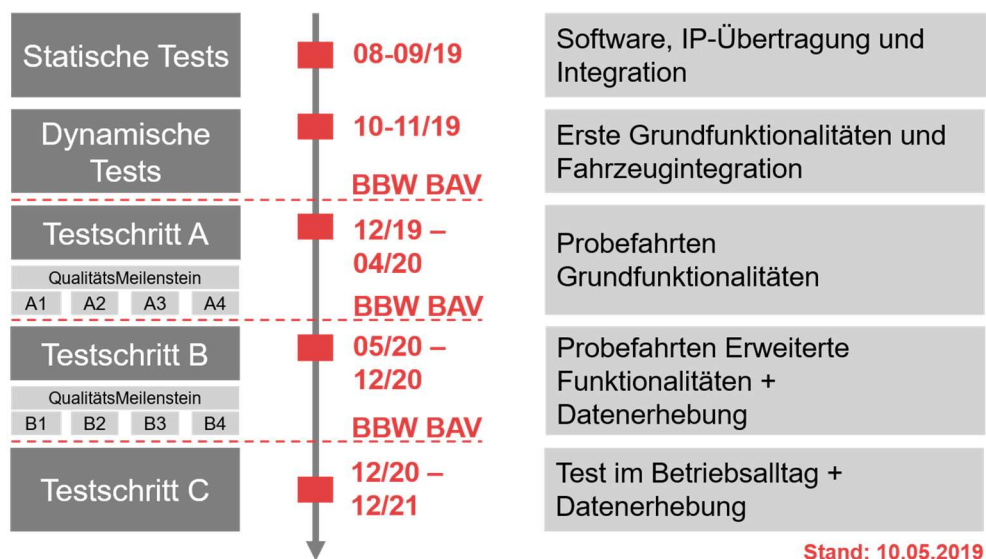 Statische Tests
08-09/19
Software, IP-Übertragung und
Integration
Dynamische
Tests
10-11/19
Erste Grundfunktionalitäten und
Fahrzeugintegration
BBW BAV
Testschritt A
12/19 –
04/20
Probefahrten
Grundfunktionalitäten
QualitätsMeilenstein
A1 A2 A3 A4
BBW BAV
Testschritt B
05/20 –
12/20
Probefahrten Erweiterte
Funktionalitäten +
Datenerhebung
QualitätsMeilenstein
B1 B2 B3 B4
BBW BAV
Testschritt C
12/20 –
12/21
Test im Betriebsalltag +
Datenerhebung
Stand: 10.05.2019